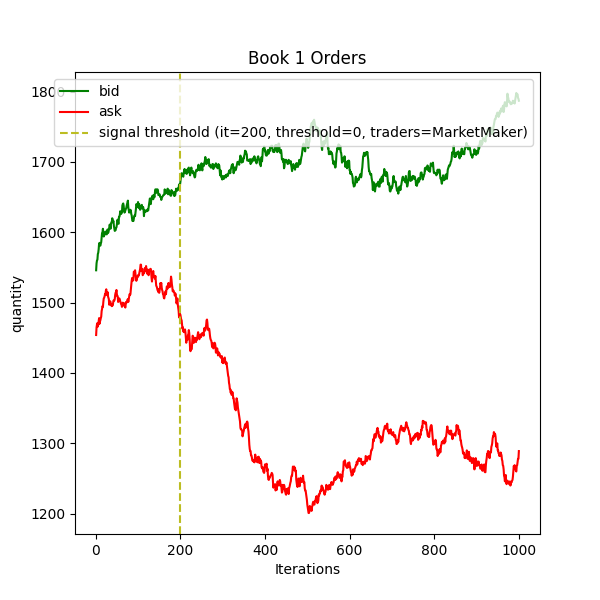 Book 1 Orders
bid
ask
signal threshold (it=200, threshold=0, traders=MarketMaker)
1800
1700
1600
1500
1400
1300
1200
quantity
0 200 400 600 800 1000
Iterations